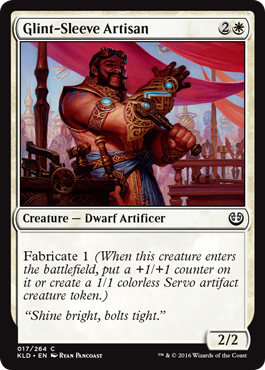 Glint-Sleeve Artisan 2
Creature — Dwarf Artificer
Fabricate 1 (When this creature enters
the battlefield, put a +1/+1 counter on
it or create a 1/1 colorless Servo artifact
creature token.)
“Shine bright, bolts tight.”
2/2
017/264 C
KLD • EN Ryan Pancoast
™ & © 2016 Wizards of the Coast